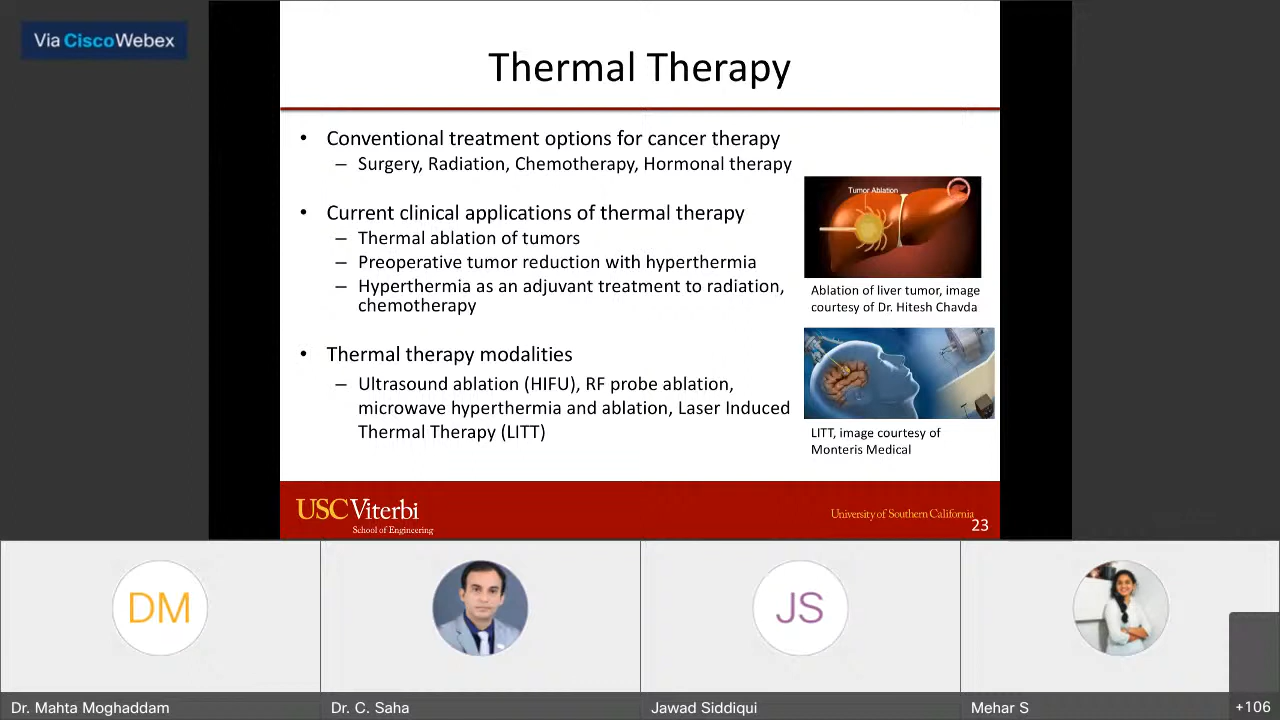 Via CiscoWebex
Thermal Therapy
• Conventional treatment options for cancer therapy
– Surgery, Radiation, Chemotherapy, Hormonal therapy
• Current clinical applications of thermal therapy
– Thermal ablation of tumors
– Preoperative tumor reduction with hyperthermia
– Hyperthermia as an adjuvant treatment to radiation,
chemotherapy
• Thermal therapy modalities
– Ultrasound ablation (HIFU), RF probe ablation,
microwave hyperthermia and ablation, Laser Induced
Thermal Therapy (LITT)
Tumor Ablation
Ablation of liver tumor, image
courtesy of Dr. Hitesh Chavda
LITT, image courtesy of
Monteris Medical
USC Viterbi
School of Engineering
University of Southern California
23
DM
JS
Dr. Mahta Moghaddam
Dr. C. Saha
Jawad Siddiqui
Mehar S
+106